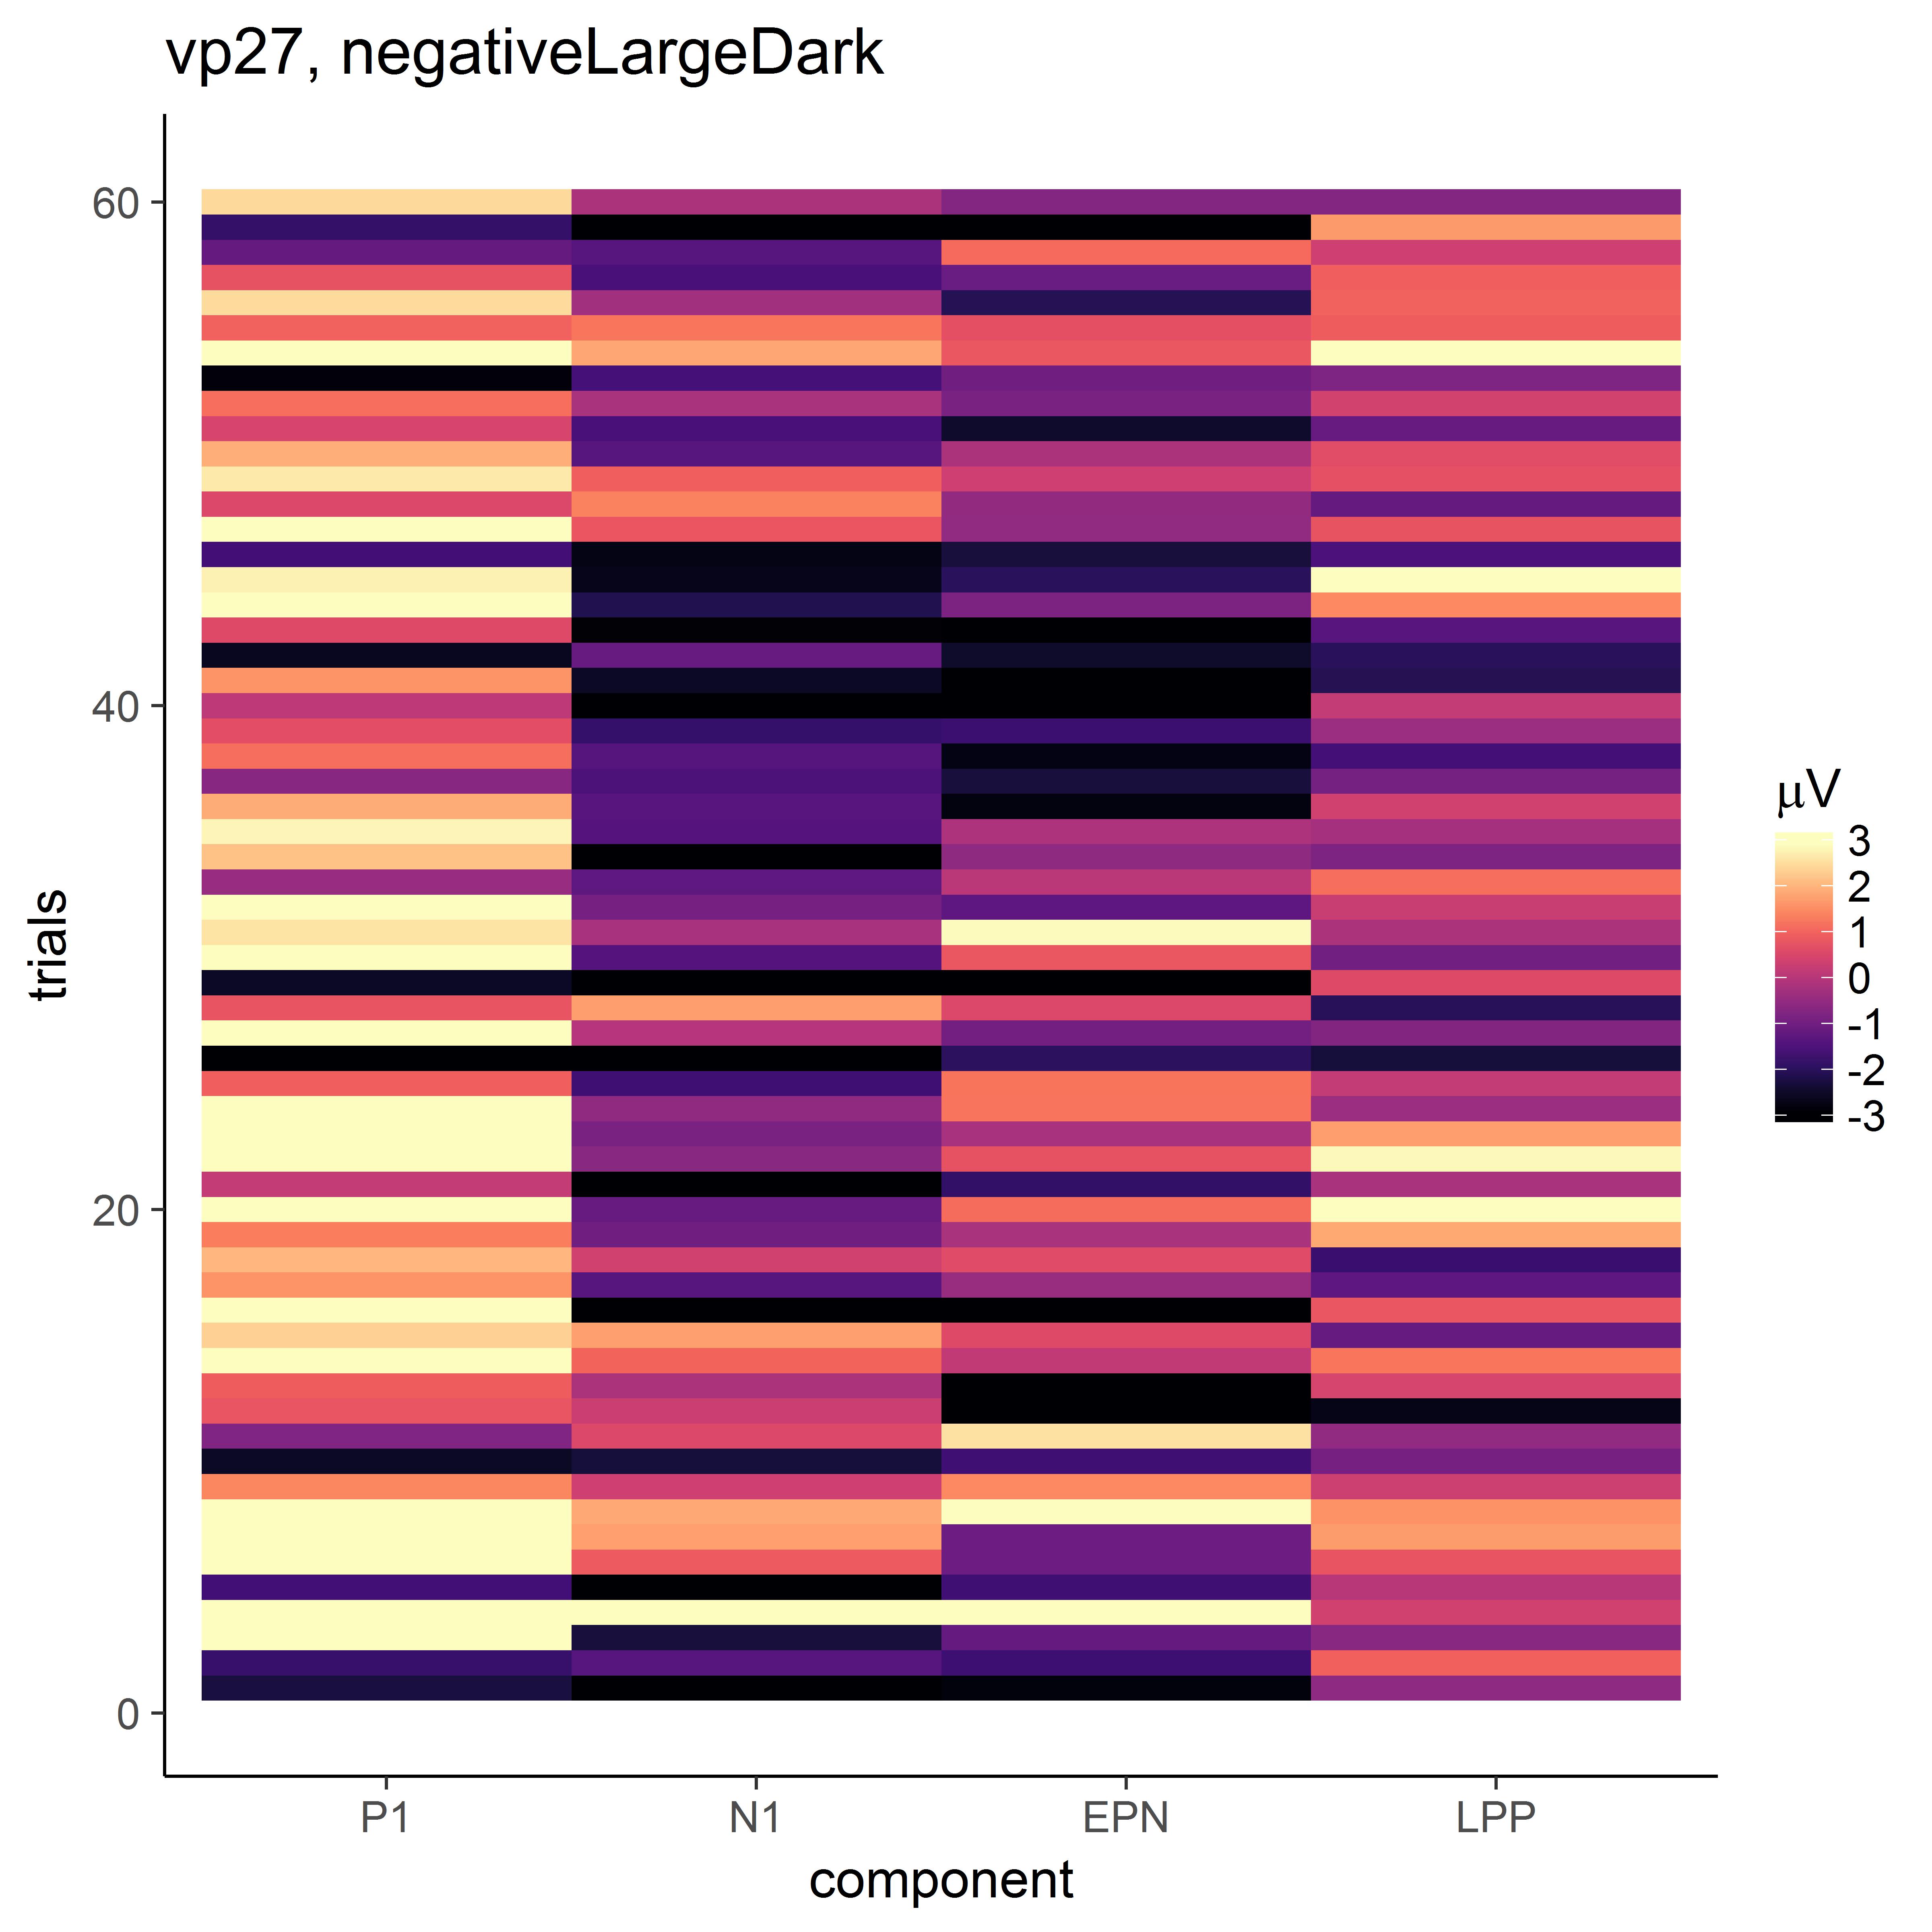 vp27, negativeLargeDark
60
40
20
0
trials
P1 N1 EPN LPP
component
μV
3
2
1
0
-1
-2
-3